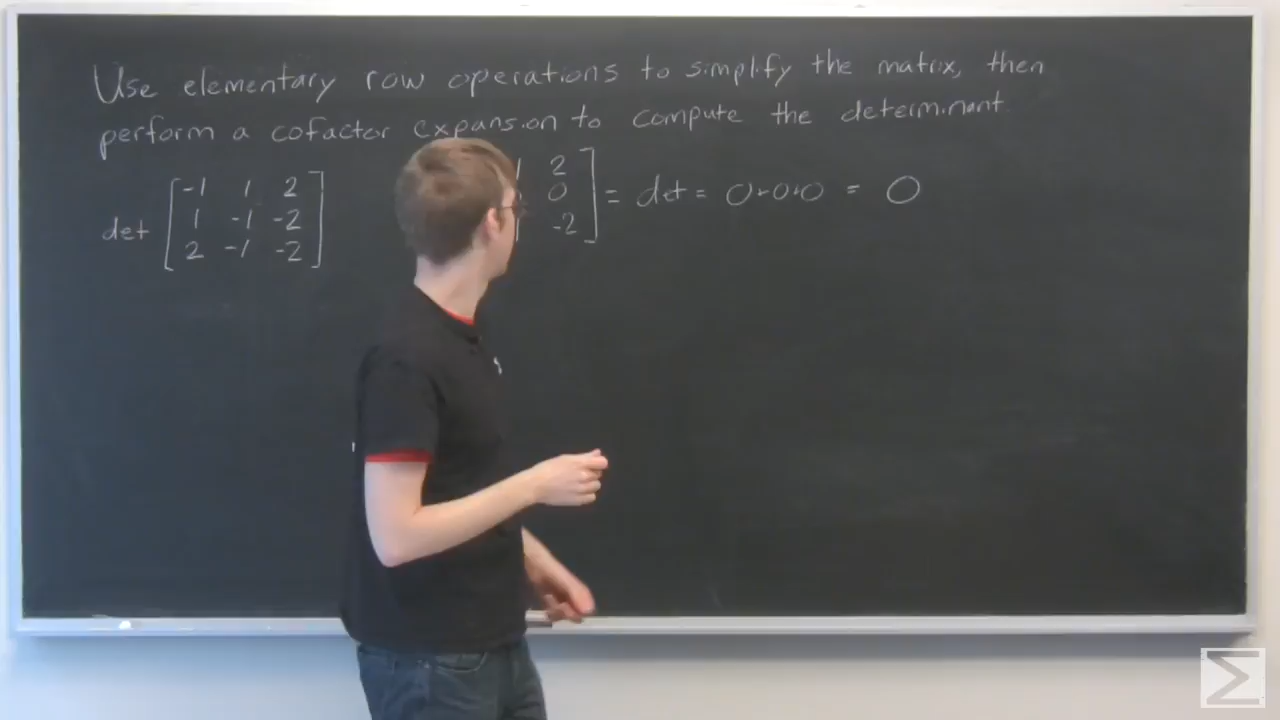 Use elementary row operations to simplify the matrix, then
perform a cofactor expansion to compute the determinant
det [-1 1 2
1 -1 -2
2 -1 -2]
2
0
-2] = det = 0+0+0 = 0
Σ